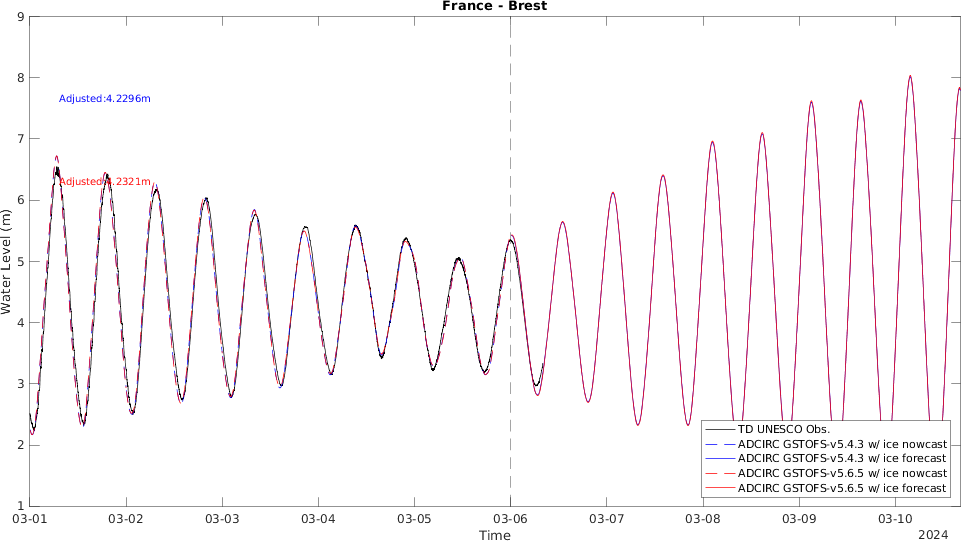 France - Brest
9
8
7
6
5
4
3
2
1
Water Level (m)
Adjusted:4.2296m
Adjusted:4.2321m
TD UNESCO Obs.
ADCIRC GSTOFS-v5.4.3 w/ ice nowcast
ADCIRC GSTOFS-v5.4.3 w/ ice forecast
ADCIRC GSTOFS-v5.6.5 w/ ice nowcast
ADCIRC GSTOFS-v5.6.5 w/ ice forecast
03-01 03-02 03-03 03-04 03-05 03-06 03-07 03-08 03-09 03-10
Time
2024